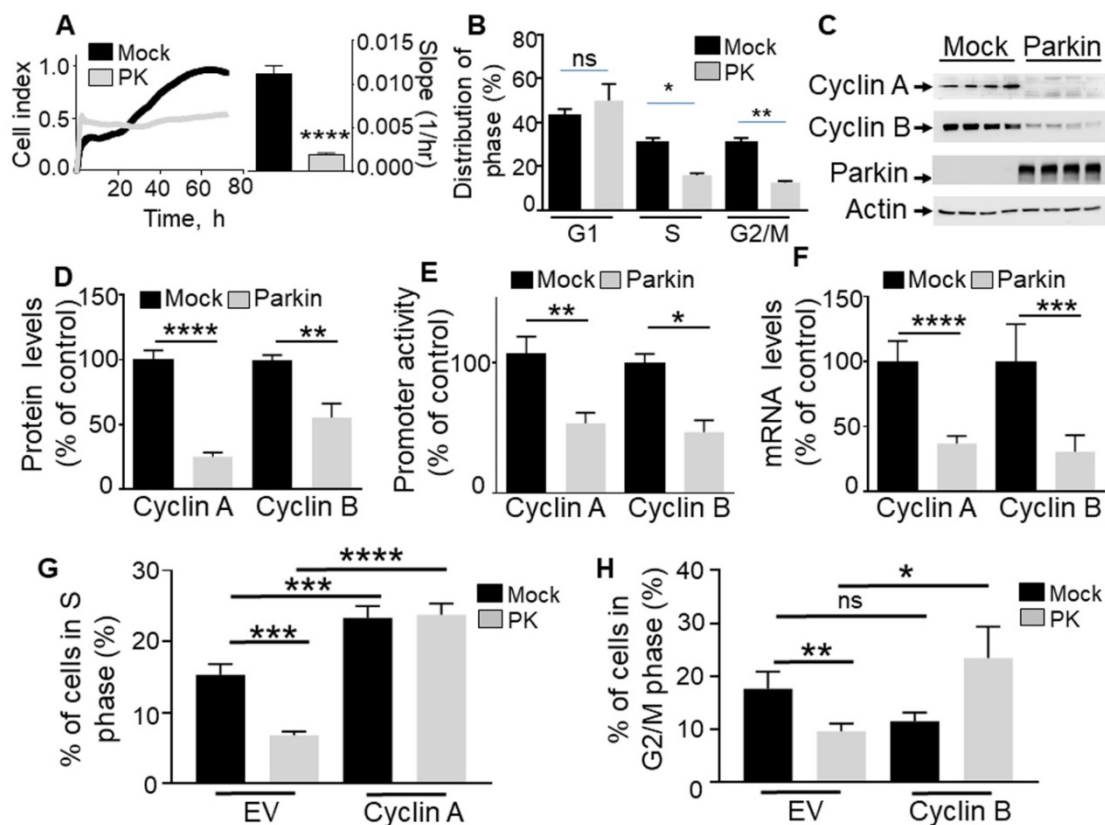 A
Mock
PK
Cell index
1.0
0.5
0.0
20
40
60
80
Time, h
0.015
0.010
0.005
0.000
Slope (1/hr)
****
B
Mock
PK
Distribution of
phase (%)
80
60
40
20
0
ns
*
**
G1
S
G2/M
C
Mock
Parkin
Cyclin A
Cyclin B
Parkin
Actin
D
Mock
Parkin
Protein levels
(% of control)
150
100
50
0
****
**
Cyclin A
Cyclin B
E
Mock
Parkin
Promoter activity
(% of control)
100
0
**
*
Cyclin A
Cyclin B
F
Mock
Parkin
mRNA levels
(% of control)
150
100
50
0
****
***
Cyclin A
Cyclin B
G
% of cells in S
phase (%)
30
20
10
0
****
***
***
Mock
PK
EV
Cyclin A
H
% of cells in
G2/M phase (%)
40
30
20
10
0
*
ns
**
Mock
PK
EV
Cyclin B